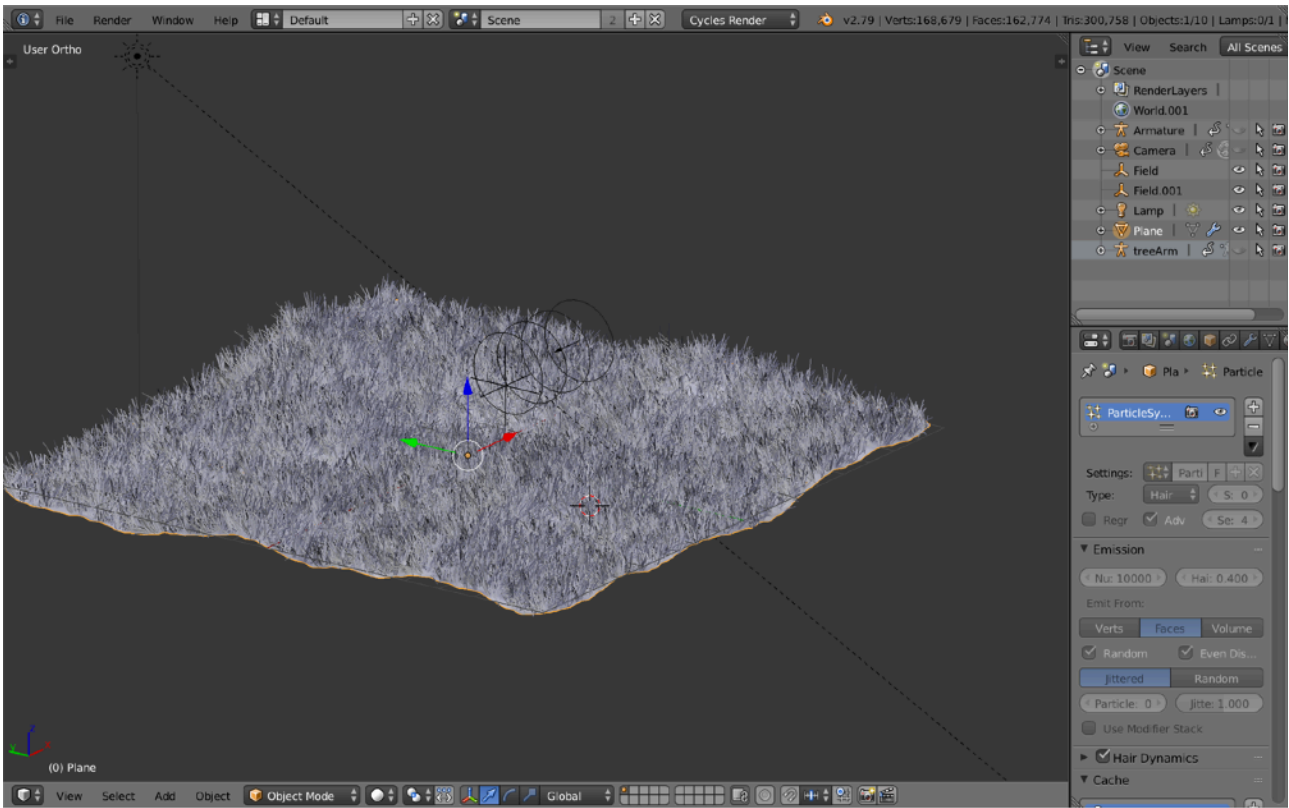 File Render Window Help Default Scene 2 Cycles Render v2.79 | Verts:168,679 | Faces:162,774 | Tris:300,758 | Objects:1/10 | Lamps:0/1 |
User Ortho
View Search All Scenes
Scene
RenderLayers |
World.001
Armature |
Camera |
Field
Field.001
Lamp |
Plane |
treeArm |
Pla Particle
ParticleSy...
Settings: Parti F
Type: Hair S: 0
Regr Adv Se: 4
Emission
Nu: 10000 Hai: 0.400
Emit From:
Verts Faces Volume
Random Even Dis...
Jittered Random
Particle: 0 Jitte: 1.000
Use Modifier Stack
Hair Dynamics
Cache
z
y
x
(0) Plane
View Select Add Object Object Mode Global